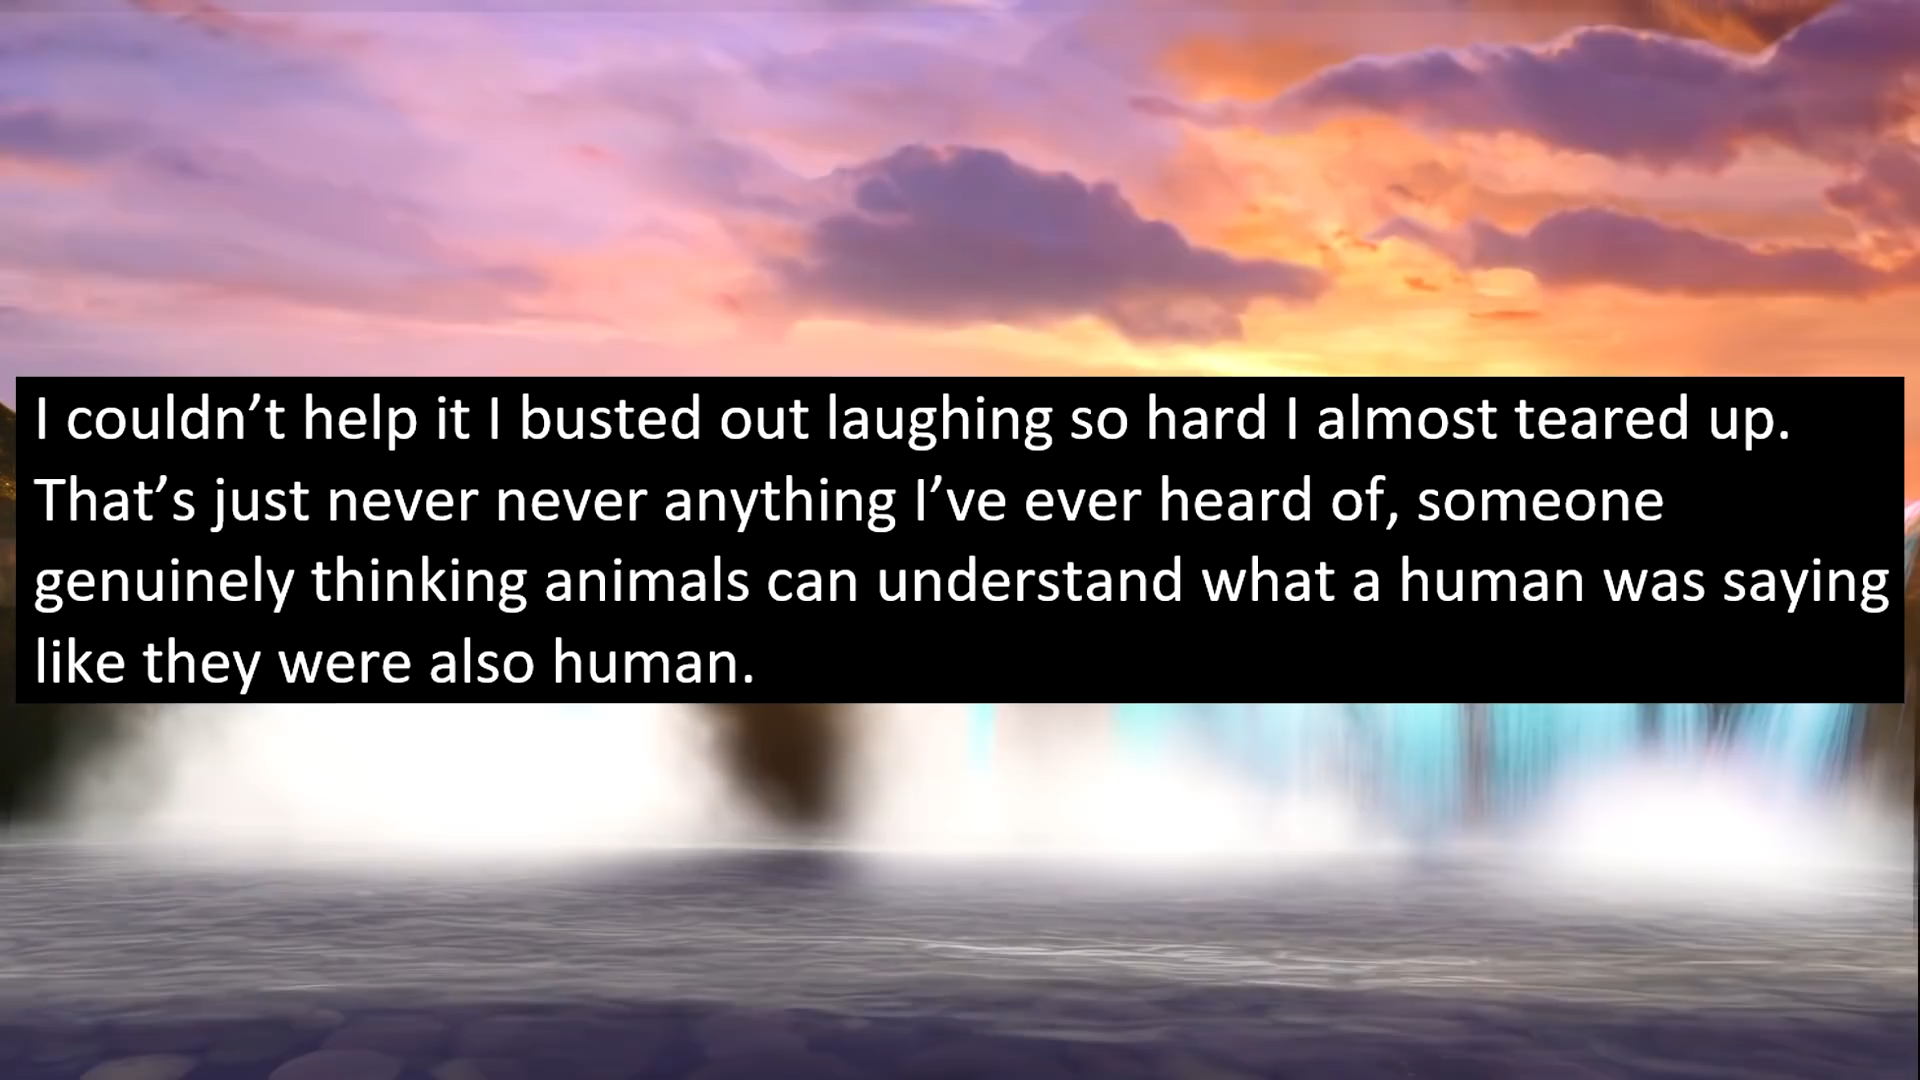 I couldn’t help it I busted out laughing so hard I almost teared up.
That’s just never never anything I’ve ever heard of, someone
genuinely thinking animals can understand what a human was saying
like they were also human.